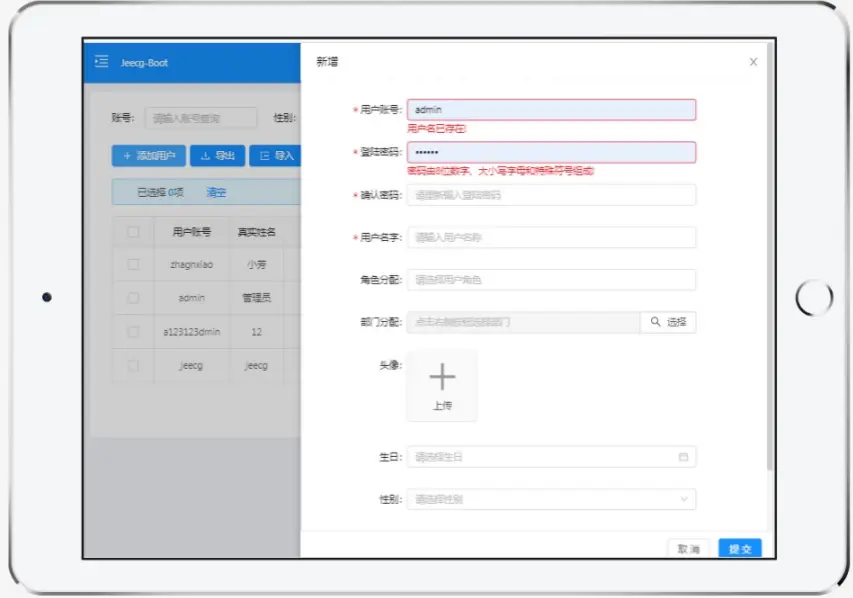 Jeecg-Boot
新增
账号: 请输入账号查询 性别:
+ 添加用户 导出 导入
已选择 0项 清空
用户账号 真实姓名
zhagnxiao 小芳
admin 管理员
a123123dmin 12
jeecg jeecg
* 用户账号: admin
用户名已存在!
* 登陆密码: ••••••
密码由8位数字、大小写字母和特殊符号组成!
* 确认密码: 请重新输入登陆密码
* 用户名字: 请输入用户名称
角色分配: 请选择用户角色
部门分配: 点击右侧按钮选择部门 选择
头像:
上传
生日: 请选择生日
性别: 请选择性别
取消 提交